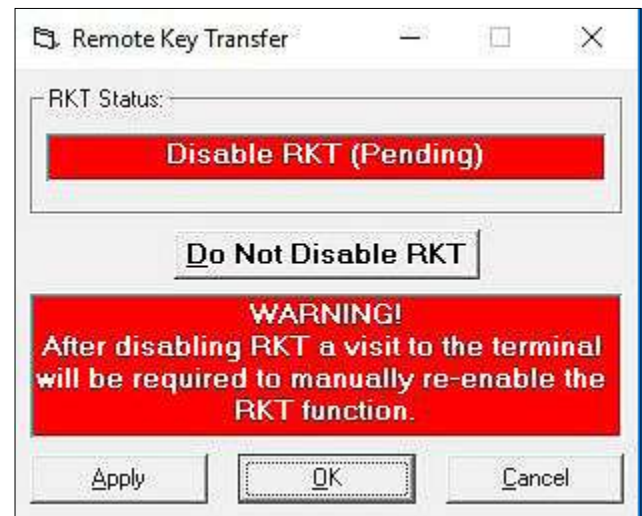 Remote Key Transfer
RKT Status:
Disable RKT (Pending)
Do Not Disable RKT
WARNING!
After disabling RKT a visit to the terminal
will be required to manually re-enable the
RKT function.
Apply OK Cancel